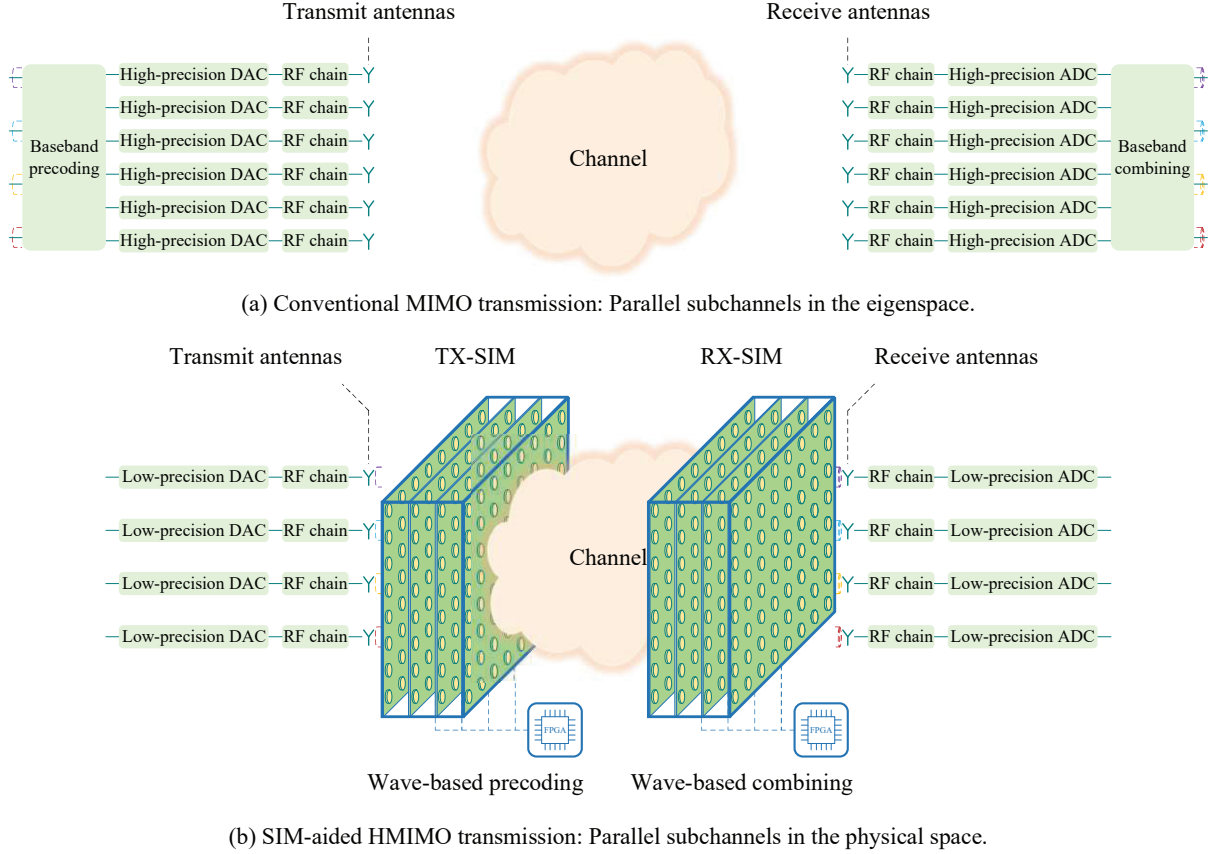 Transmit antennas Receive antennas
High-precision DAC RF chain RF chain High-precision ADC
High-precision DAC RF chain RF chain High-precision ADC
High-precision DAC RF chain RF chain High-precision ADC
Baseband precoding Channel Baseband combining
High-precision DAC RF chain RF chain High-precision ADC
High-precision DAC RF chain RF chain High-precision ADC
High-precision DAC RF chain RF chain High-precision ADC
(a) Conventional MIMO transmission: Parallel subchannels in the eigenspace.
Transmit antennas TX-SIM RX-SIM Receive antennas
Low-precision DAC RF chain RF chain Low-precision ADC
Low-precision DAC RF chain RF chain Low-precision ADC
Channel
Low-precision DAC RF chain RF chain Low-precision ADC
Low-precision DAC RF chain RF chain Low-precision ADC
FPGA FPGA
Wave-based precoding Wave-based combining
(b) SIM-aided HMIMO transmission: Parallel subchannels in the physical space.